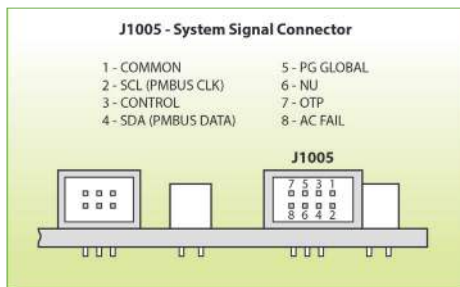 J1005 - System Signal Connector
1 - COMMON
2 - SCL (PMBUS CLK)
3 - CONTROL
4 - SDA (PMBUS DATA)
5 - PG GLOBAL
6 - NU
7 - OTP
8 - AC FAIL
J1005
7 5 3 1
8 6 4 2